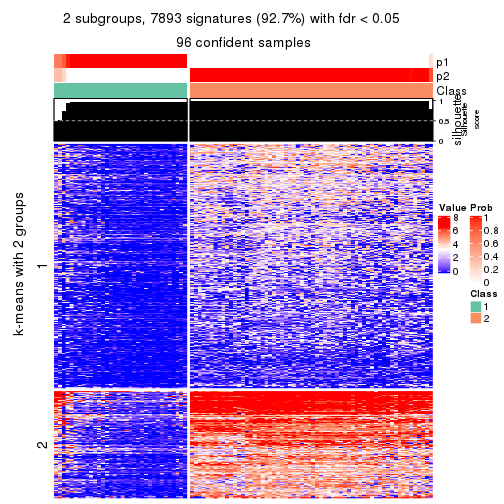 2 subgroups, 7893 signatures (92.7%) with fdr < 0.05
96 confident samples
p1
p2
Class
1
0.5
0
silhouette
Silhouette
score
k-means with 2 groups
1
2
Value
8
6
4
2
0
Prob
1
0.8
0.6
0.4
0.2
0
Class
1
2